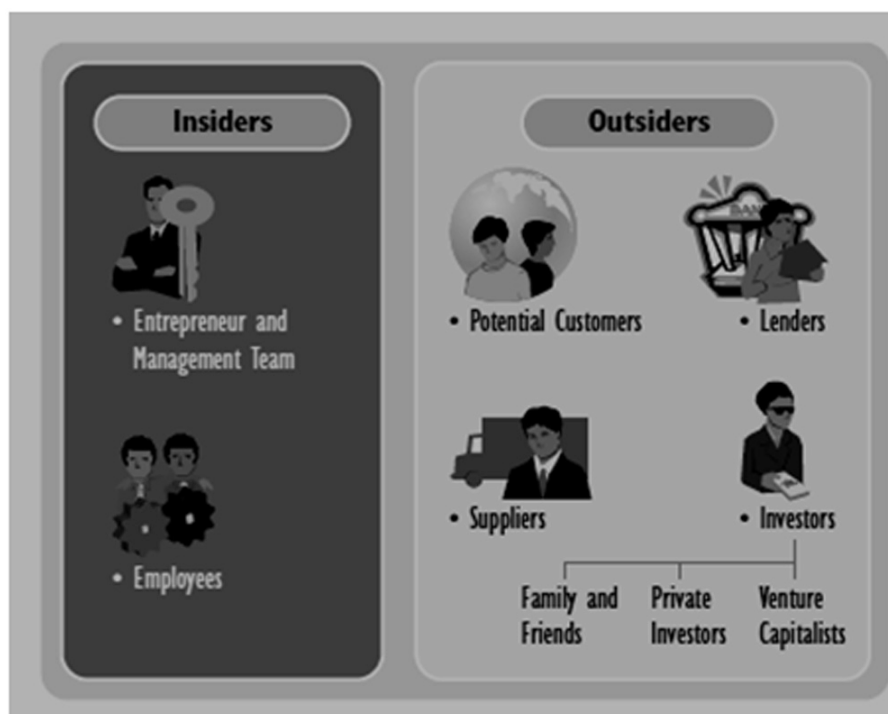 Insiders
• Entrepreneur and
Management Team
• Employees
Outsiders
• Potential Customers
• Lenders
• Suppliers
• Investors
Family and
Friends
Private
Investors
Venture
Capitalists